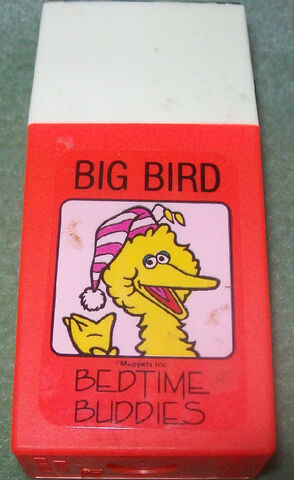 BIG BIRD
©Muppets Inc.
BEDTIME
BUDDIES